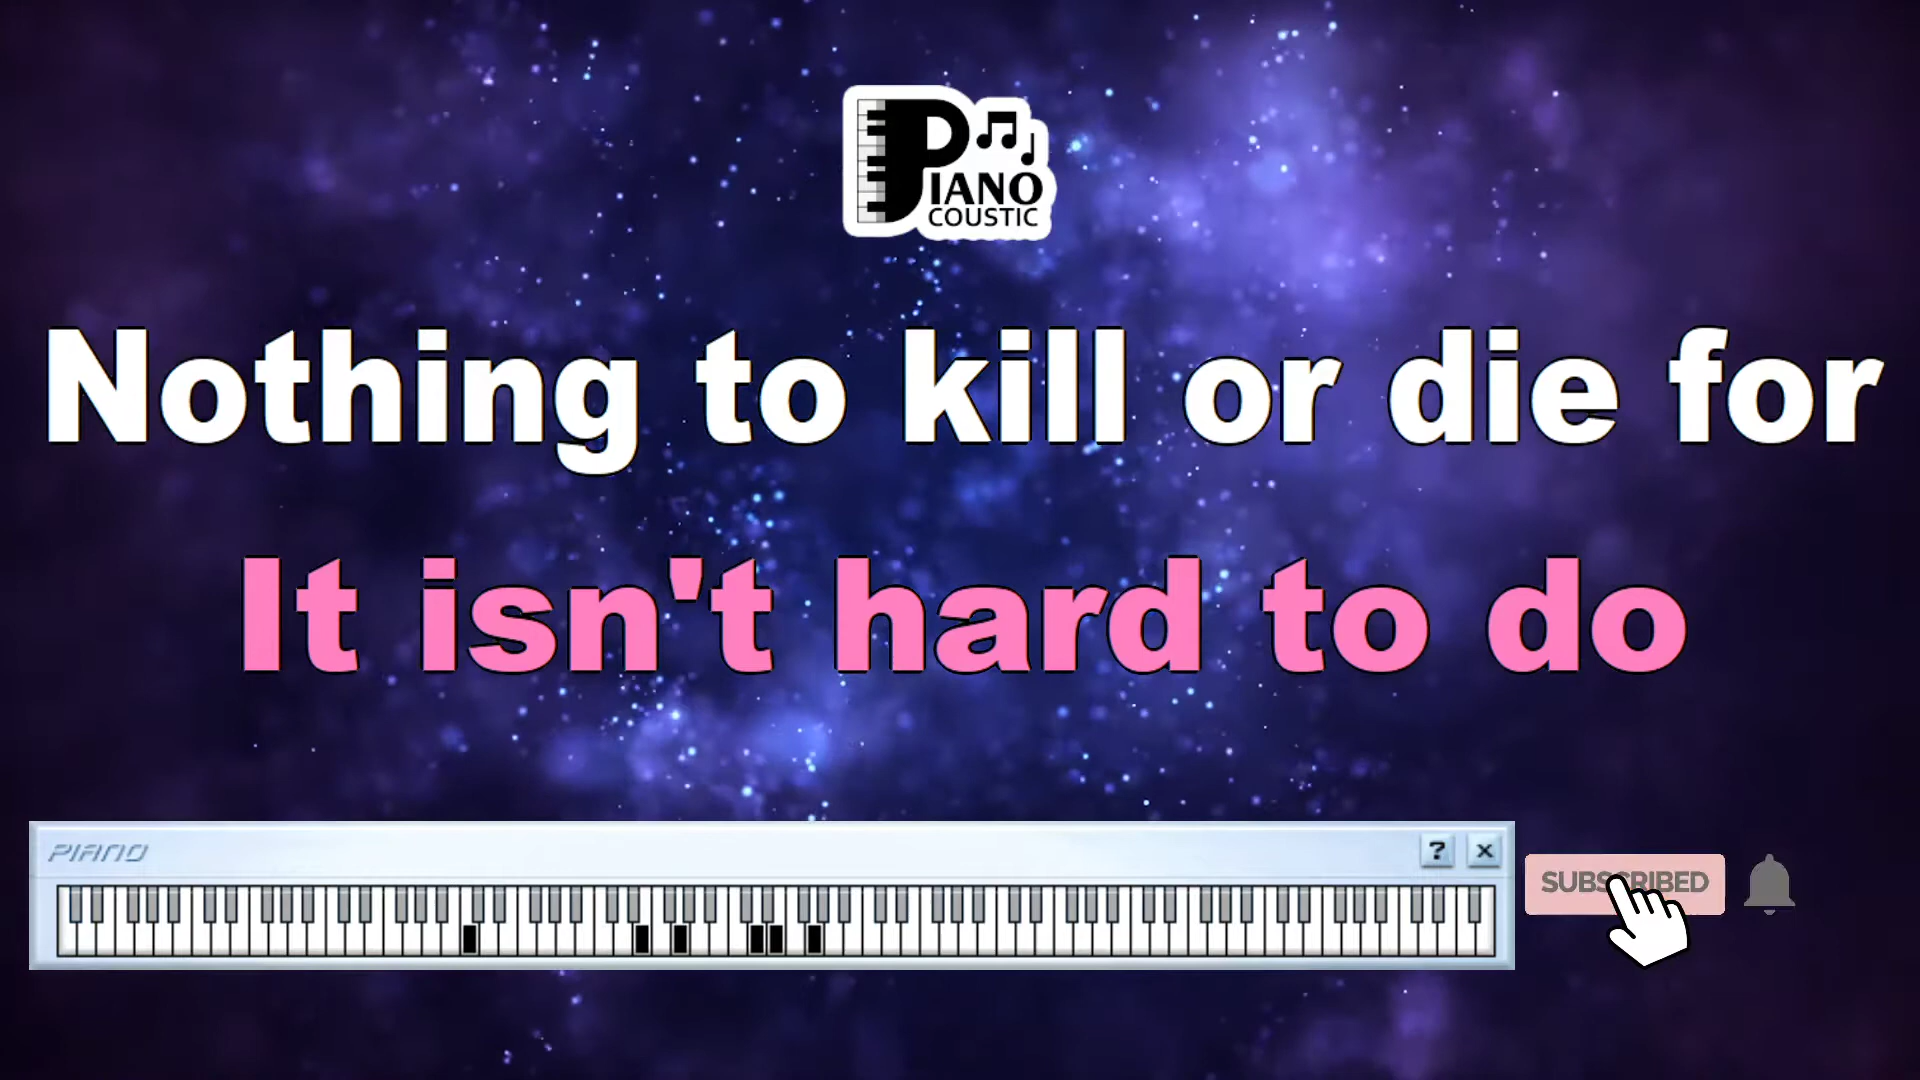 PIANO
COUSTIC
Nothing to kill or die for
It isn't hard to do
PIANO
? ×
SUBSCRIBED